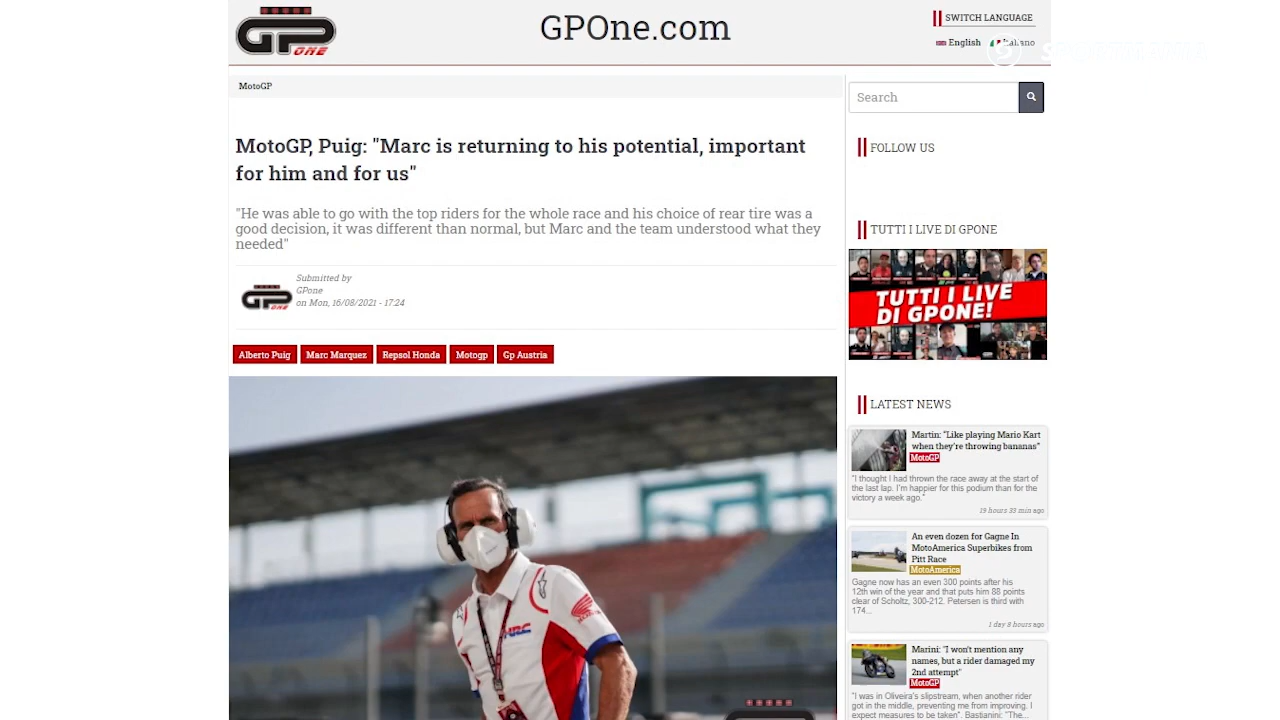 GP ONE
GPOne.com
SWITCH LANGUAGE
English
Italiano
MotoGP
Search
MotoGP, Puig: "Marc is returning to his potential, important
for him and for us"
"He was able to go with the top riders for the whole race and his choice of rear tire was a
good decision, it was different than normal, but Marc and the team understood what they
needed"
GP ONE
Submitted by
GPone
on Mon, 16/08/2021 - 17:24
Alberto Puig
Marc Marquez
Repsol Honda
Motogp
Gp Austria
HRC
FOLLOW US
TUTTI I LIVE DI GPONE
TUTTI I LIVE
DI GPONE!
LATEST NEWS
Martin: "Like playing Mario Kart
when they're throwing bananas"
MotoGP
"I thought I had thrown the race away at the start of
the last lap. I'm happier for this podium than for the
victory a week ago."
19 hours 33 min ago
An even dozen for Gagne In
MotoAmerica Superbikes from
Pitt Race
MotoAmerica
Gagne now has an even 300 points after his
12th win of the year and that puts him 88 points
clear of Scholtz, 300-212. Petersen is third with
174...
1 day 8 hours ago
Marini: "I won't mention any
names, but a rider damaged my
2nd attempt"
MotoGP
"I was in Oliveira's slipstream, when another rider
got in the middle, preventing me from improving. I
expect measures to be taken". Bastianini: "The...